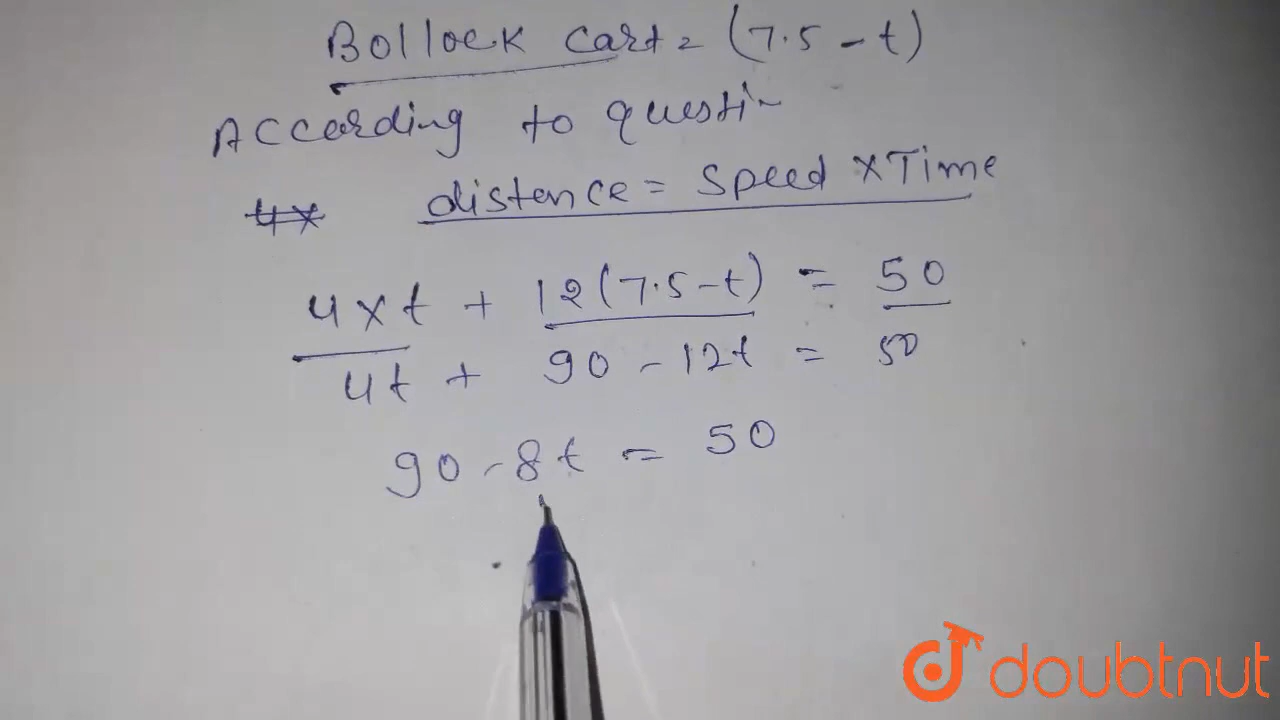 Bollock cart = (7.5 - t)
According to questin
distence = speed x Time
4 x t + 12(7.5 - t) = 50
4t + 90 - 12t = 50
90 - 8t = 50
doubtnut